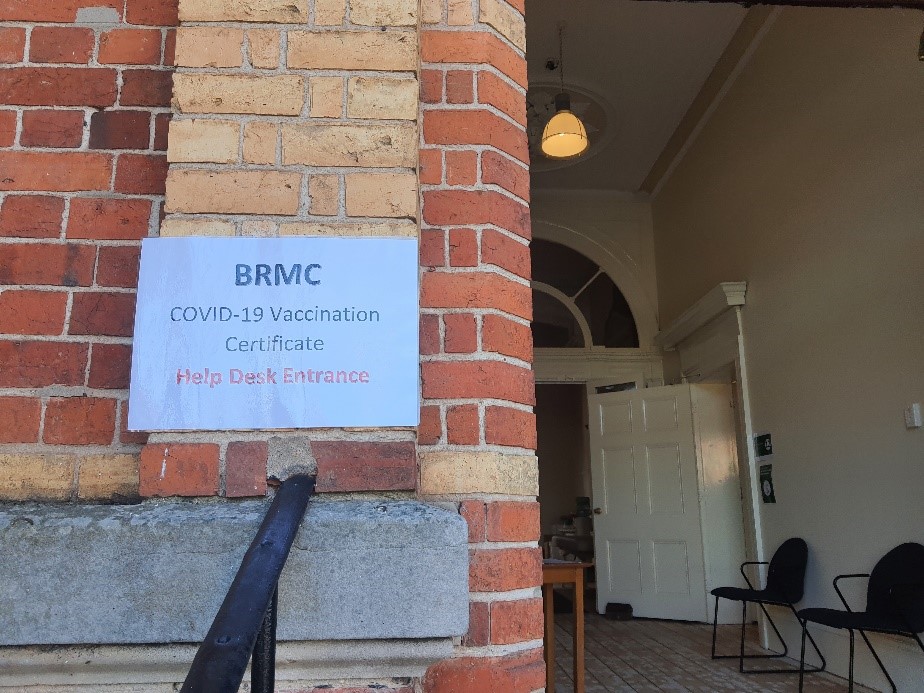 BRMC
COVID-19 Vaccination
Certificate
Help Desk Entrance